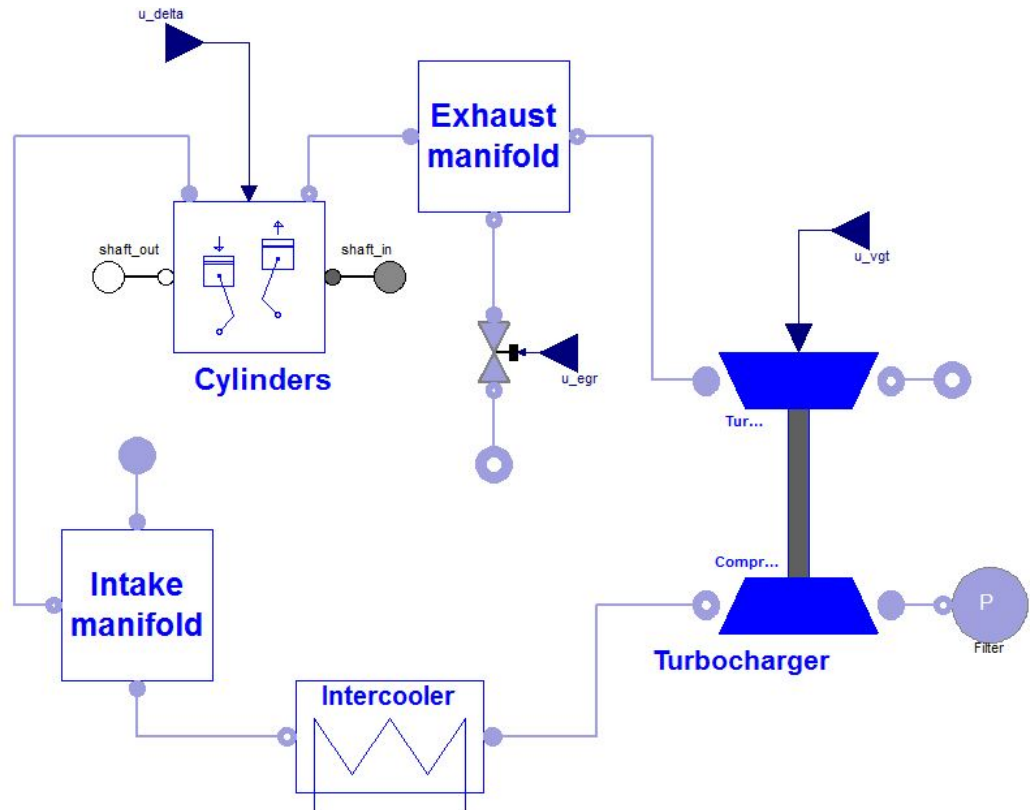 u_delta
Exhaust
manifold
shaft_out
shaft_in
u_vgt
Cylinders
u_egr
Tur...
Compr...
Intake
manifold
P
Filter
Turbocharger
Intercooler